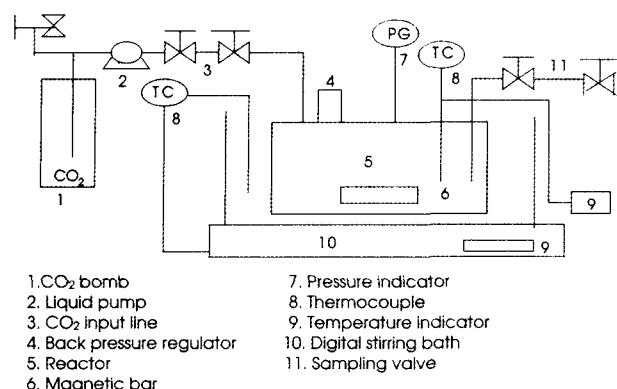 PG
TC
2
3
7
8
11
TC
4
8
5
6
CO₂
1
9
10
9
1.CO₂ bomb
2. Liquid pump
3. CO₂ input line
4. Back pressure regulator
5. Reactor
6. Magnetic bar
7. Pressure indicator
8. Thermocouple
9. Temperature indicator
10. Digital stirring bath
11. Sampling valve